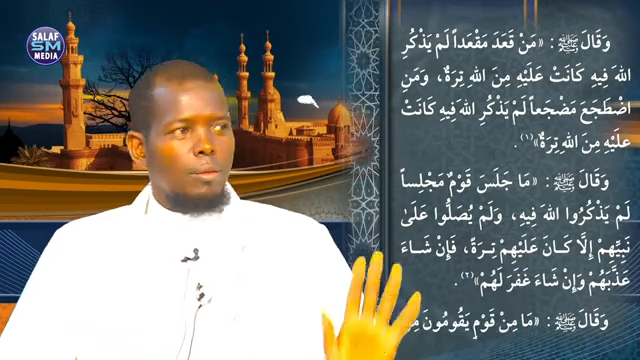 SALAF
SM
MEDIA
وَقَالَ ﷺ : «مَنْ قَعَدَ مَقْعَداً لَمْ يَذْكُرِ
اللهَ فِيهِ كَانَتْ عَلَيْهِ مِنَ اللهِ تِرَةٌ، وَمَنِ
اضْطَجَعَ مَضْجَعاً لَمْ يَذْكُرِ اللهَ فِيهِ كَانَتْ
عَلَيْهِ مِنَ اللهِ تِرَةٌ»(١).
وَقَالَ ﷺ : «مَا جَلَسَ قَوْمٌ مَجْلِساً
لَمْ يَذْكُرُوا اللهَ فِيهِ، وَلَمْ يُصَلُّوا عَلَىٰ
نَبِيِّهِمْ إِلَّا كَانَ عَلَيْهِمْ تِرَةً، فَإِنْ شَاءَ
عَذَّبَهُمْ وَإِنْ شَاءَ غَفَرَ لَهُمْ»(٢).
وَقَالَ ﷺ : «مَا مِنْ قَوْمٍ يَقُومُونَ